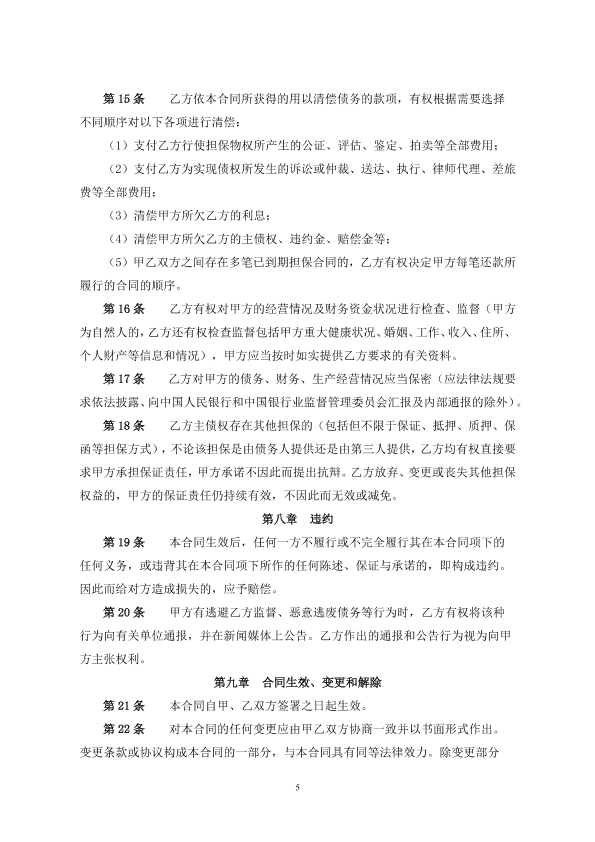 第 15 条　　乙方依本合同所获得的用以清偿债务的款项，有权根据需要选择
不同顺序对以下各项进行清偿：
（1）支付乙方行使担保物权所产生的公证、评估、鉴定、拍卖等全部费用；
（2）支付乙方为实现债权所发生的诉讼或仲裁、送达、执行、律师代理、差旅
费等全部费用；
（3）清偿甲方所欠乙方的利息；
（4）清偿甲方所欠乙方的主债权、违约金、赔偿金等；
（5）甲乙双方之间存在多笔已到期担保合同的，乙方有权决定甲方每笔还款所
履行的合同的顺序。
第 16 条　　乙方有权对甲方的经营情况及财务资金状况进行检查、监督（甲方
为自然人的，乙方还有权检查监督包括甲方重大健康状况、婚姻、工作、收入、住所、
个人财产等信息和情况），甲方应当按时如实提供乙方要求的有关资料。
第 17 条　　乙方对甲方的债务、财务、生产经营情况应当保密（应法律法规要
求依法披露、向中国人民银行和中国银行业监督管理委员会汇报及内部通报的除外）。
第 18 条　　乙方主债权存在其他担保的（包括但不限于保证、抵押、质押、保
函等担保方式），不论该担保是由债务人提供还是由第三人提供，乙方均有权直接要
求甲方承担保证责任，甲方承诺不因此而提出抗辩。乙方放弃、变更或丧失其他担保
权益的，甲方的保证责任仍持续有效，不因此而无效或减免。
第八章　违约
第 19 条　　本合同生效后，任何一方不履行或不完全履行其在本合同项下的
任何义务，或违背其在本合同项下所作的任何陈述、保证与承诺的，即构成违约。
因此而给对方造成损失的，应予赔偿。
第 20 条　　甲方有逃避乙方监督、恶意逃废债务等行为时，乙方有权将该种
行为向有关单位通报，并在新闻媒体上公告。乙方作出的通报和公告行为视为向甲
方主张权利。
第九章　合同生效、变更和解除
第 21 条　　本合同自甲、乙双方签署之日起生效。
第 22 条　　对本合同的任何变更应由甲乙双方协商一致并以书面形式作出。
变更条款或协议构成本合同的一部分，与本合同具有同等法律效力。除变更部分
5